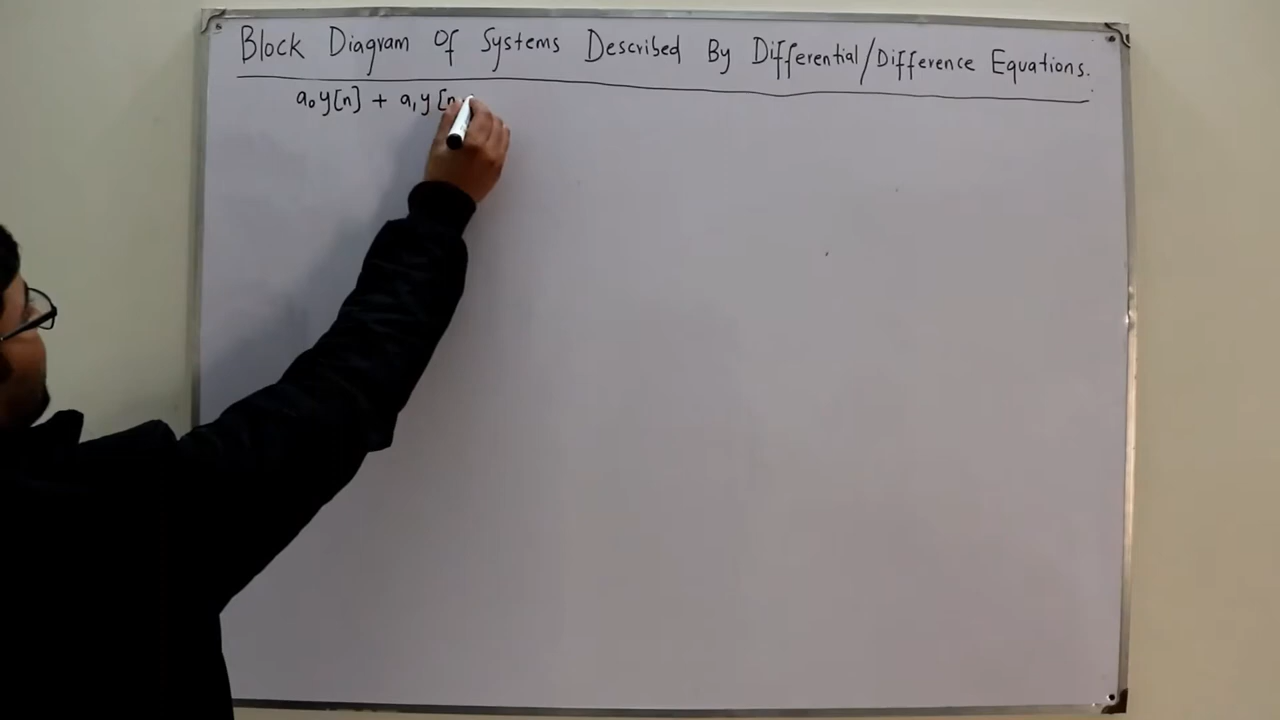 Block Diagram Of Systems Described By Differential/Difference Equations.
a₀y[n] + a₁y[n